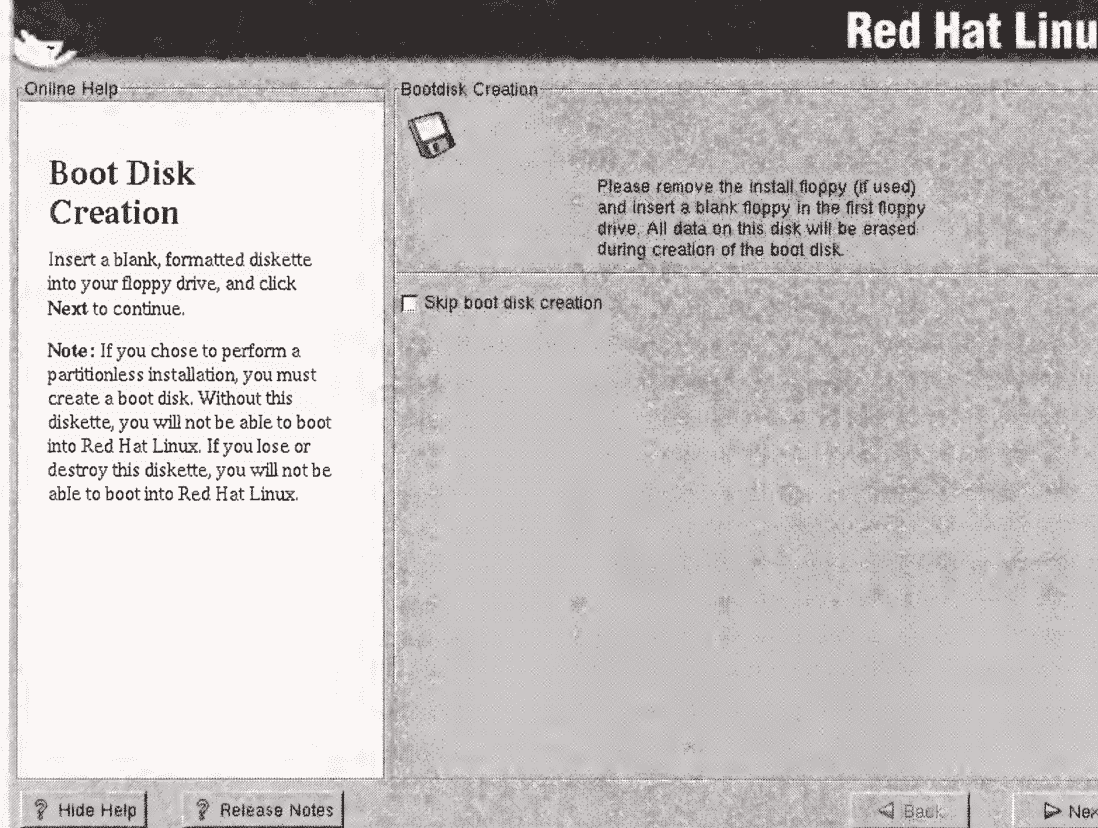 Red Hat Linu
Online Help
Boot Disk
Creation
Insert a blank, formatted diskette
into your floppy drive, and click
Next to continue.
Note: If you chose to perform a
partitionless installation, you must
create a boot disk. Without this
diskette, you will not be able to boot
into Red Hat Linux. If you lose or
destroy this diskette, you will not be
able to boot into Red Hat Linux.
Bootdisk Creation
Please remove the install floppy (if used)
and insert a blank floppy in the first floppy
drive. All data on this disk will be erased
during creation of the boot disk.
Skip boot disk creation
Hide Help
Release Notes
Back
Nex